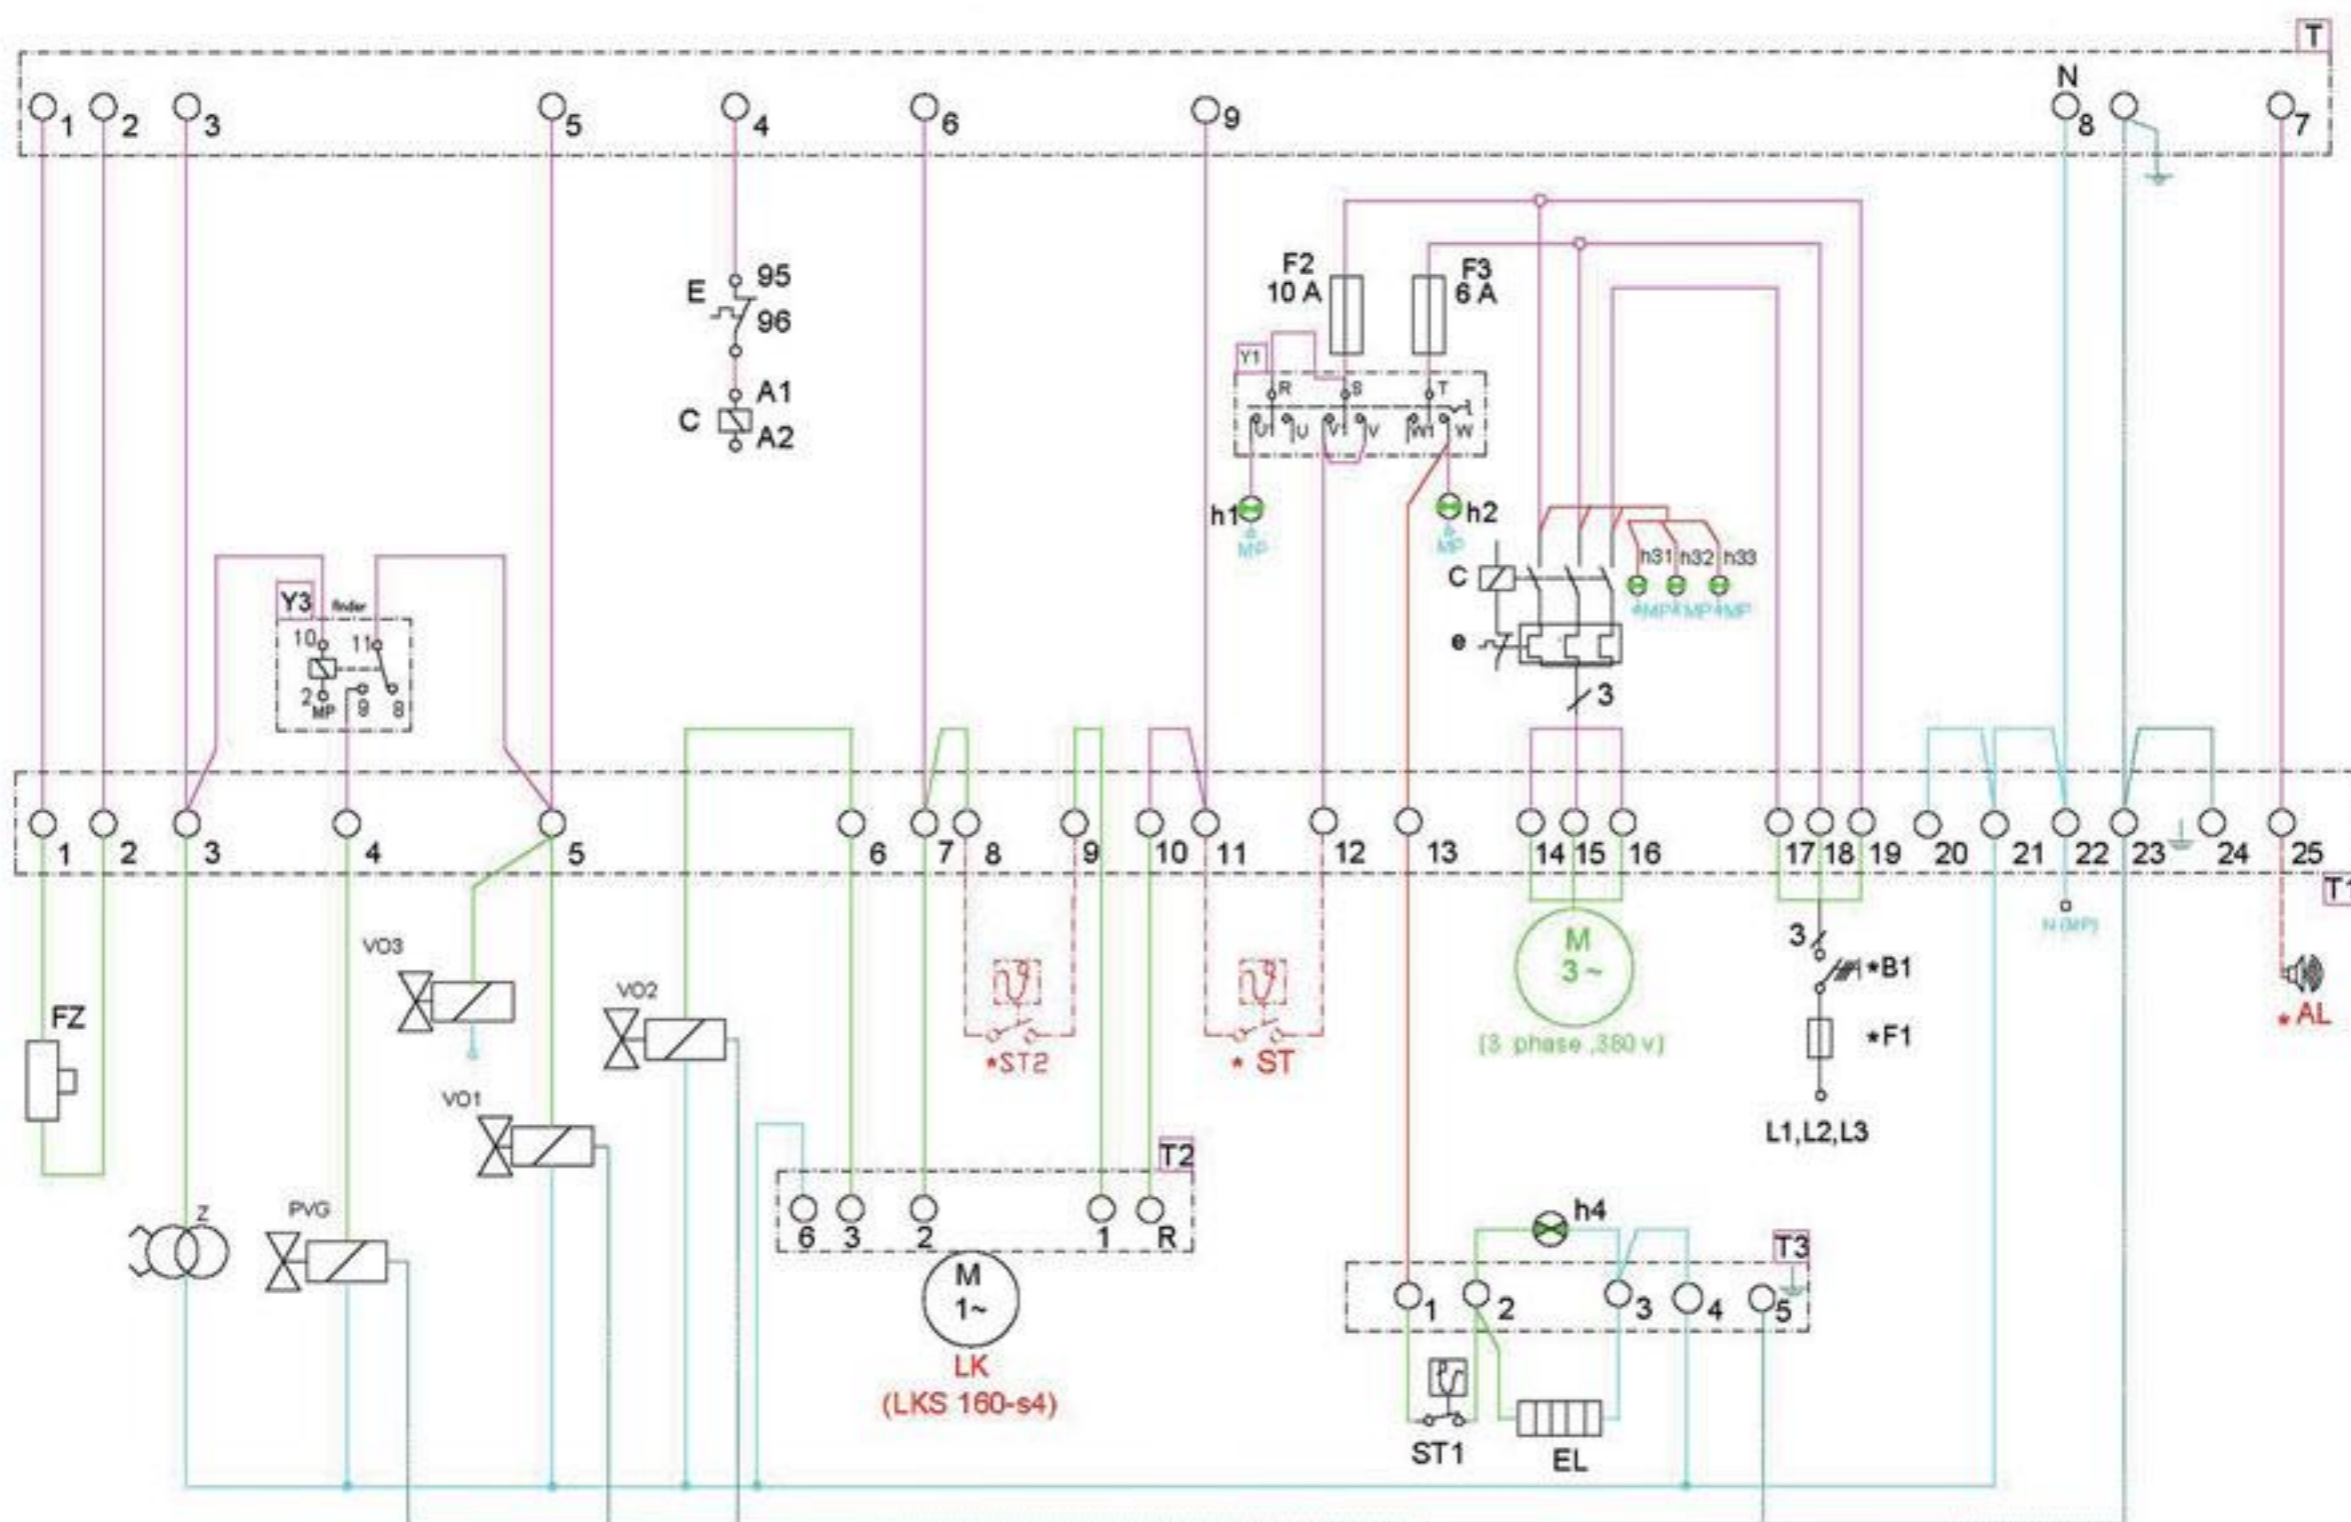 T
N
1 2 3 5 4 6 9 8 7
E 95
96
A1
C A2
F2
10 A
F3
6 A
Y1
R S T
U U V V W1 W
h1 h2
MP MP
h31 h32 h33
C
MP MP MP
e
3
Y3 finder
10 11
2 9 8
MP
1 2 3 4 5 6 7 8 9 10 11 12 13 14 15 16 17 18 19 20 21 22 23 24 25
T1
VO3
VO2
VO1
FZ
Z
PVG
*ST2
* ST
M
3 ~
(3 phase ,380 v)
3
*B1
*F1
L1,L2,L3
N (MP)
* AL
T2
6 3 2 1 R
M
1~
LK
(LKS 160-s4)
h4
T3
1 2 3 4 5
ST1
EL